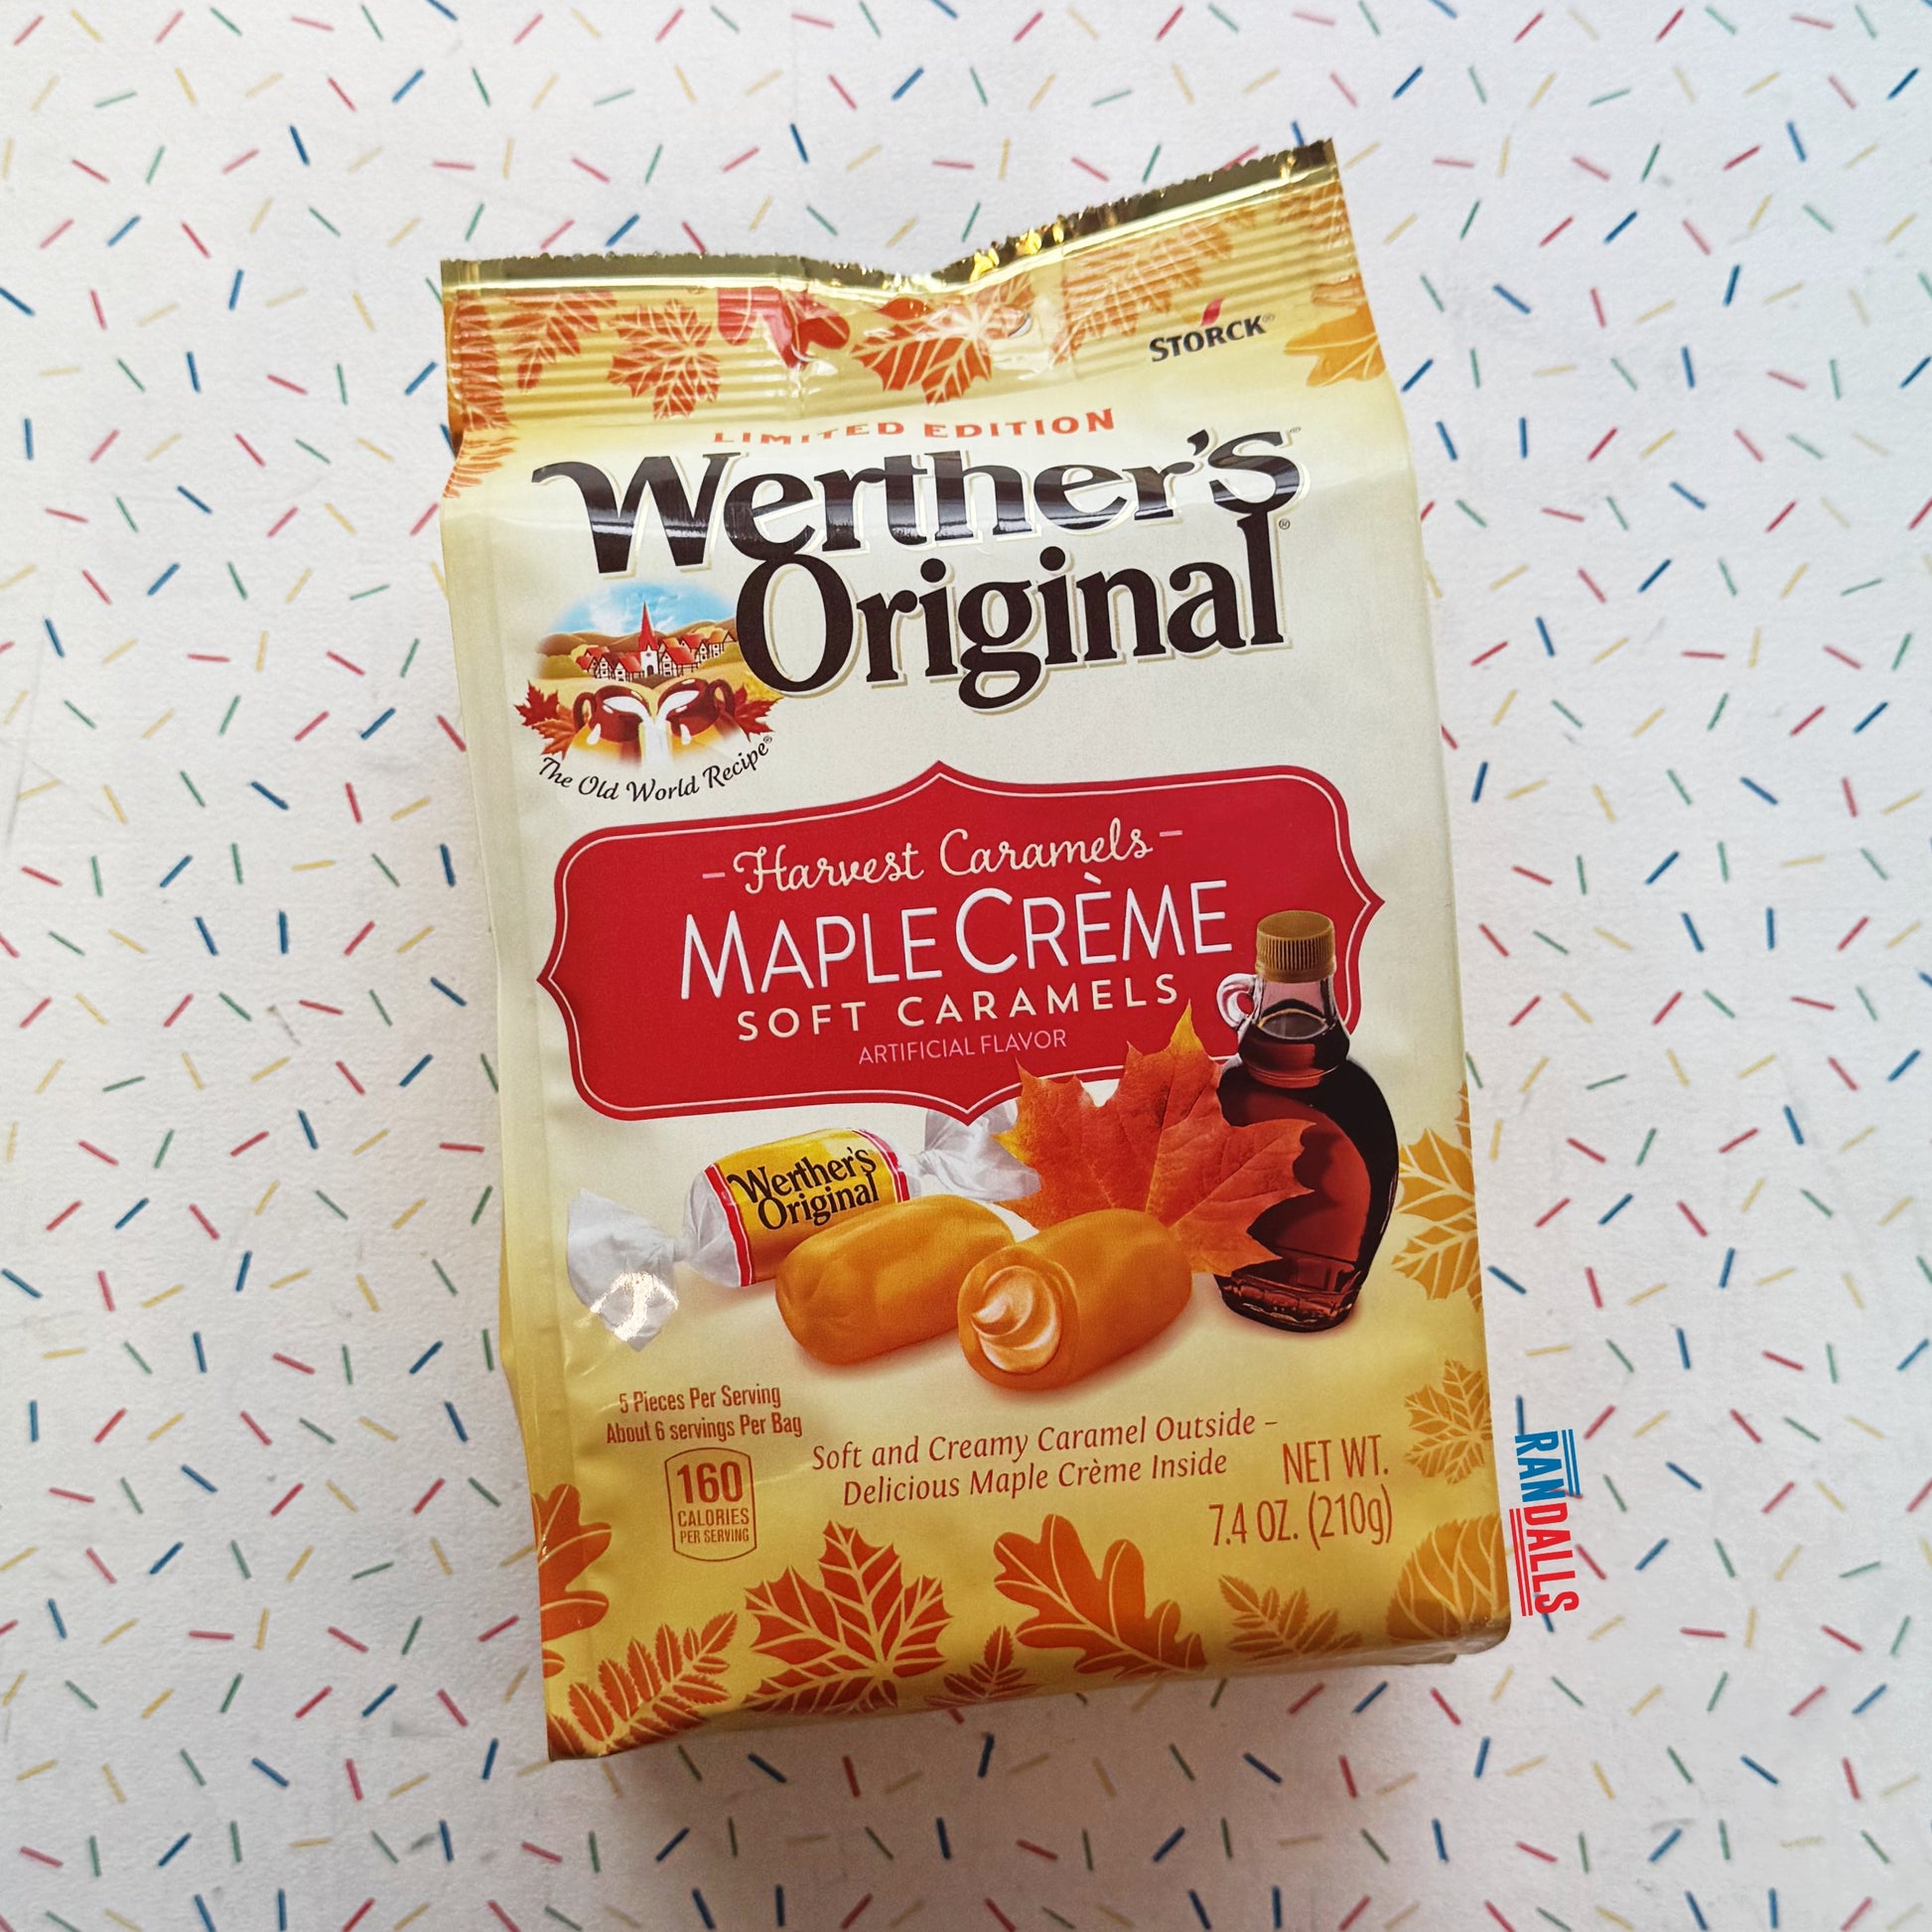 STORCK®
LIMITED EDITION
Werther's
Original®
The Old World Recipe®
-Harvest Caramels-
MAPLE CRÈME
SOFT CARAMELS
ARTIFICIAL FLAVOR
Werther's
Original
5 Pieces Per Serving
About 6 servings Per Bag
160
CALORIES
PER SERVING
Soft and Creamy Caramel Outside –
Delicious Maple Crème Inside
NET WT.
7.4 OZ. (210g)
RANDALLS